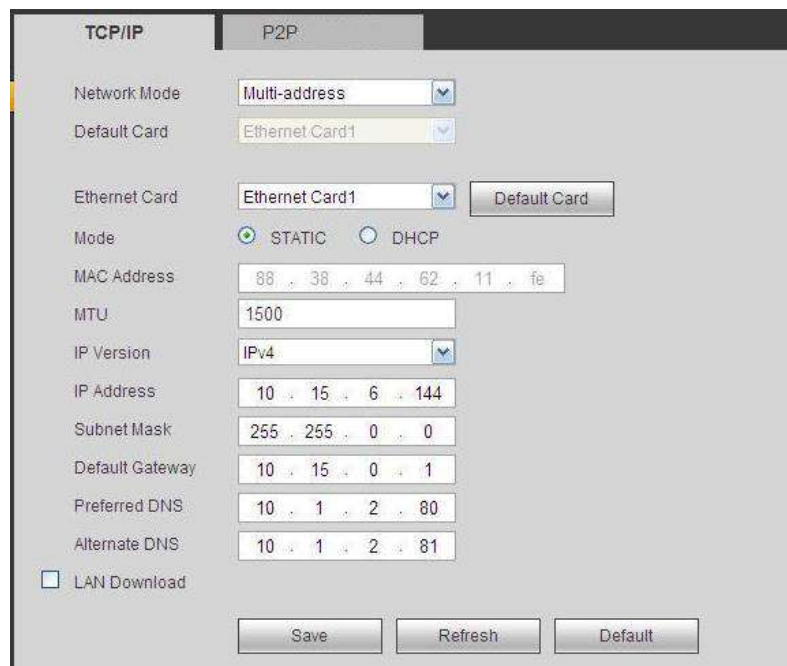 TCP/IP P2P
Network Mode Multi-address
Default Card Ethernet Card1
Ethernet Card Ethernet Card1 Default Card
Mode STATIC DHCP
MAC Address 88 . 38 . 44 . 62 . 11 . fe
MTU 1500
IP Version IPv4
IP Address 10 . 15 . 6 . 144
Subnet Mask 255 . 255 . 0 . 0
Default Gateway 10 . 15 . 0 . 1
Preferred DNS 10 . 1 . 2 . 80
Alternate DNS 10 . 1 . 2 . 81
LAN Download
Save Refresh Default